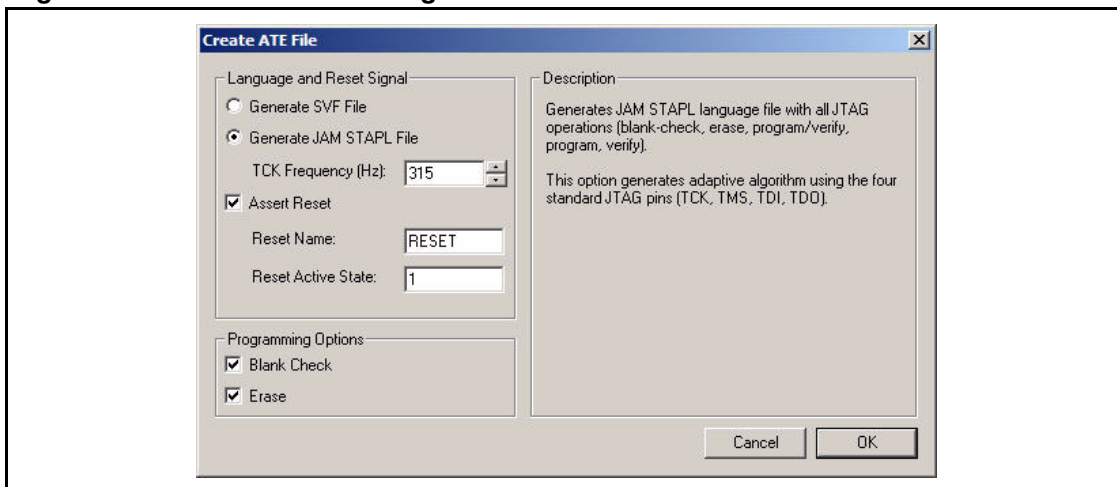 Create ATE File
Language and Reset Signal
Generate SVF File
Generate JAM STAPL File
TCK Frequency (Hz): 315
Assert Reset
Reset Name: RESET
Reset Active State: 1
Programming Options
Blank Check
Erase
Description
Generates JAM STAPL language file with all JTAG
operations (blank-check, erase, program/verify,
program, verify).
This option generates adaptive algorithm using the four
standard JTAG pins (TCK, TMS, TDI, TDO).
Cancel
OK